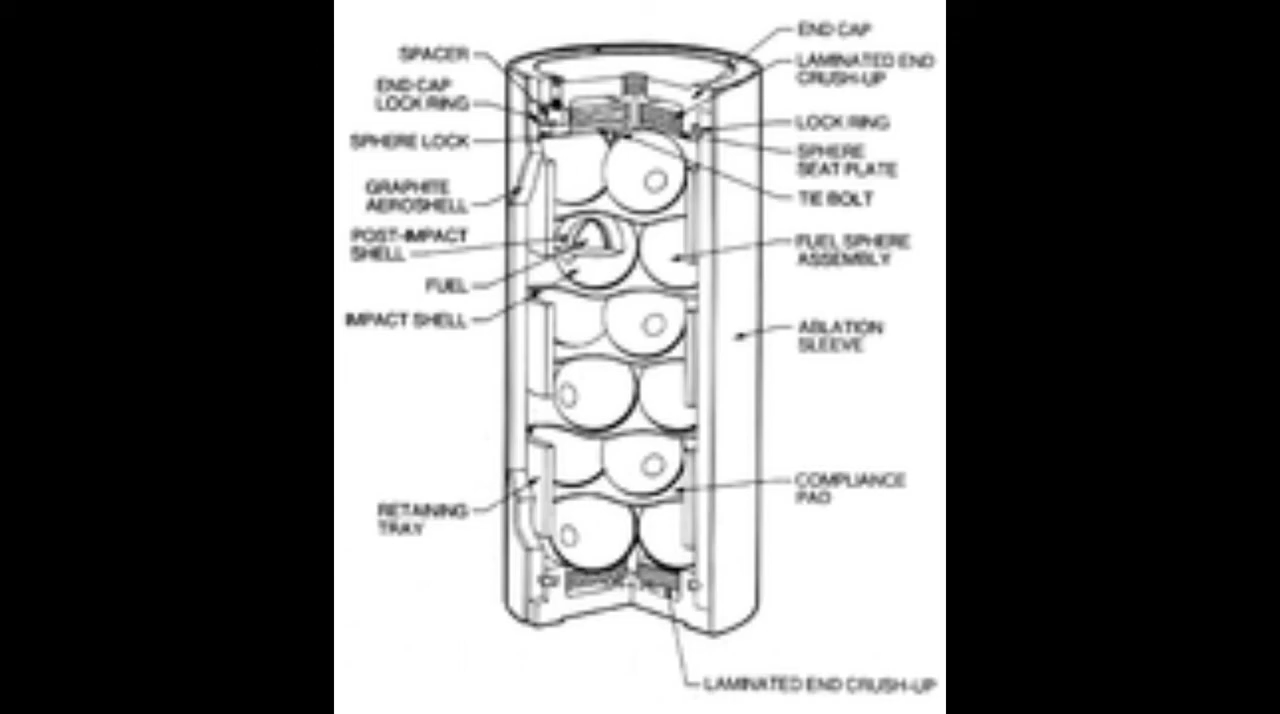 SPACER
END CAP
LOCK RING
SPHERE LOCK
GRAPHITE
AEROSHELL
POST-IMPACT
SHELL
FUEL
IMPACT SHELL
RETAINING
TRAY
END CAP
LAMINATED END
CRUSH-UP
LOCK RING
SPHERE
SEAT PLATE
TIE BOLT
FUEL SPHERE
ASSEMBLY
ABLATION
SLEEVE
COMPLIANCE
PAD
LAMINATED END CRUSH-UP